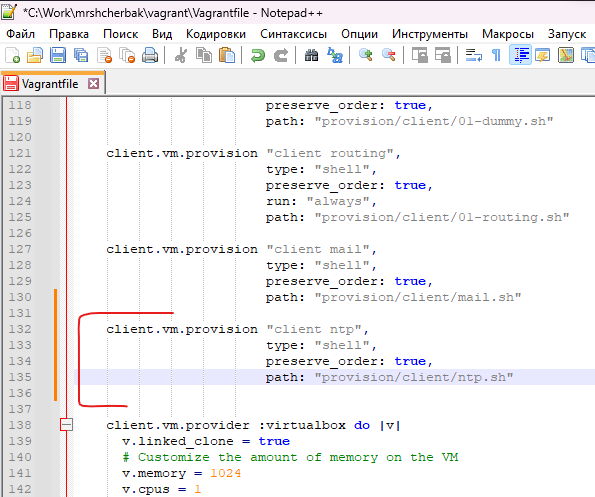 *C:\Work\mrshcherbak\vagrant\Vagrantfile - Notepad++
Файл Правка Поиск Вид Кодировки Синтаксисы Опции Инструменты Макросы Запуск
Vagrantfile
118 preserve_order: true,
119 path: "provision/client/01-dummy.sh"
120
121 client.vm.provision "client routing",
122 type: "shell",
123 preserve_order: true,
124 run: "always",
125 path: "provision/client/01-routing.sh"
126
127 client.vm.provision "client mail",
128 type: "shell",
129 preserve_order: true,
130 path: "provision/client/mail.sh"
131
132 client.vm.provision "client ntp",
133 type: "shell",
134 preserve_order: true,
135 path: "provision/client/ntp.sh"
136
137
138 client.vm.provider :virtualbox do |v|
139 v.linked_clone = true
140 # Customize the amount of memory on the VM
141 v.memory = 1024
142 v.cpus = 1